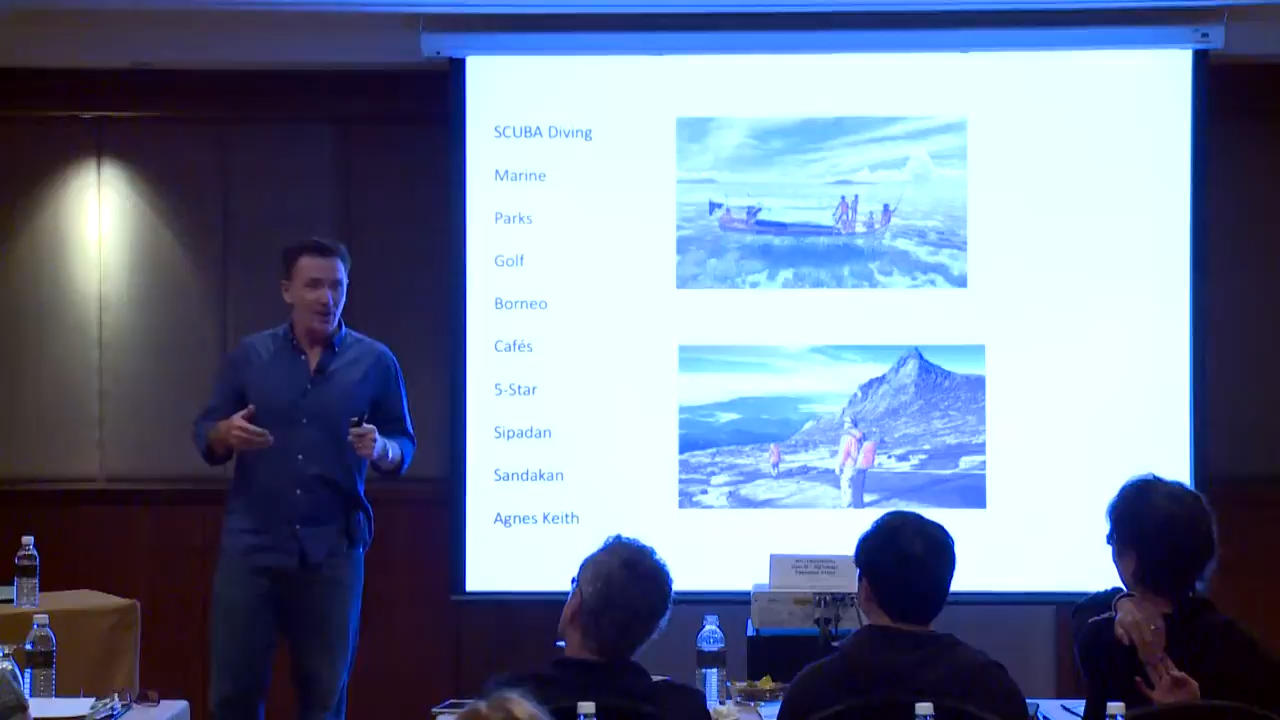 SCUBA Diving
Marine
Parks
Golf
Borneo
Cafés
5-Star
Sipadan
Sandakan
Agnes Keith